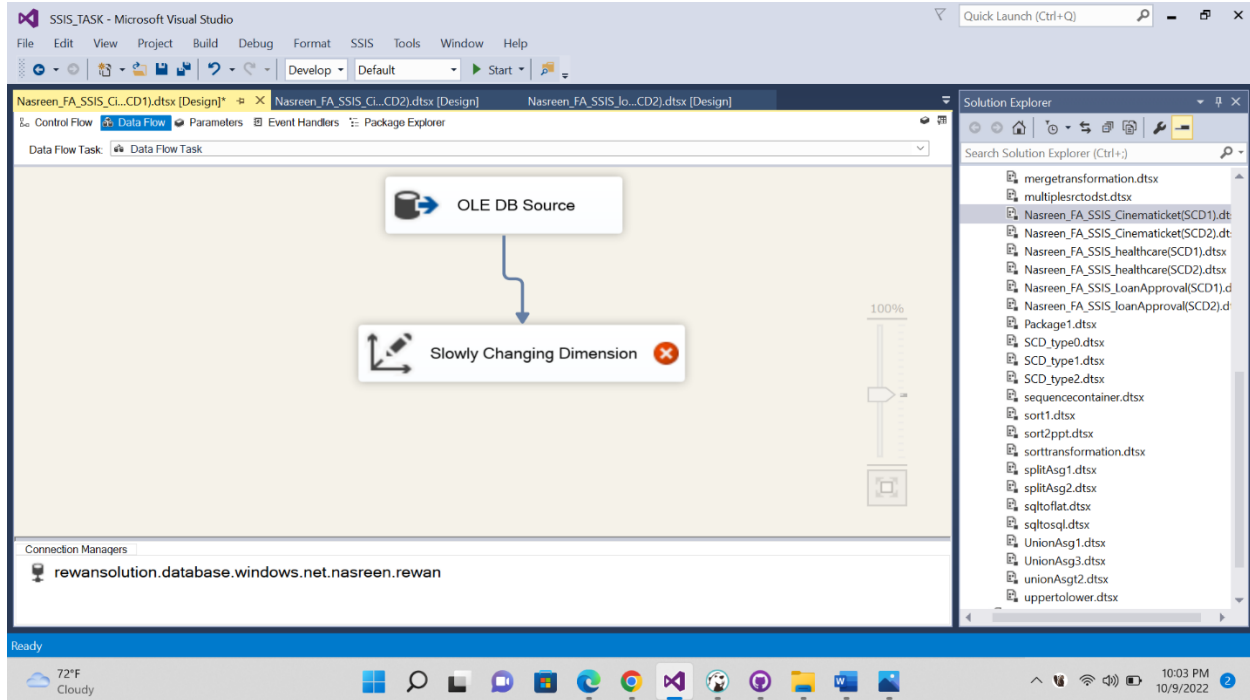 SSIS_TASK - Microsoft Visual Studio
Quick Launch (Ctrl+Q)
File Edit View Project Build Debug Format SSIS Tools Window Help
Develop Default Start
Nasreen_FA_SSIS_Ci...CD1).dtsx [Design]* Nasreen_FA_SSIS_Ci...CD2).dtsx [Design] Nasreen_FA_SSIS_lo...CD2).dtsx [Design]
Control Flow Data Flow Parameters Event Handlers Package Explorer
Data Flow Task: Data Flow Task
OLE DB Source
Slowly Changing Dimension
100%
Connection Managers
rewansolution.database.windows.net.nasreen.rewan
Solution Explorer
Search Solution Explorer (Ctrl+;)
mergetransformation.dtsx
multiplesrctodst.dtsx
Nasreen_FA_SSIS_Cinematicket(SCD1).dt
Nasreen_FA_SSIS_Cinematicket(SCD2).dt
Nasreen_FA_SSIS_healthcare(SCD1).dtsx
Nasreen_FA_SSIS_healthcare(SCD2).dtsx
Nasreen_FA_SSIS_LoanApproval(SCD1).d
Nasreen_FA_SSIS_loanApproval(SCD2).d
Package1.dtsx
SCD_type0.dtsx
SCD_type1.dtsx
SCD_type2.dtsx
sequencecontainer.dtsx
sort1.dtsx
sort2ppt.dtsx
sorttransformation.dtsx
splitAsg1.dtsx
splitAsg2.dtsx
sqltoflat.dtsx
sqltosql.dtsx
UnionAsg1.dtsx
UnionAsg3.dtsx
unionAsgt2.dtsx
uppertolower.dtsx
Ready
72°F
Cloudy
10:03 PM
10/9/2022
2